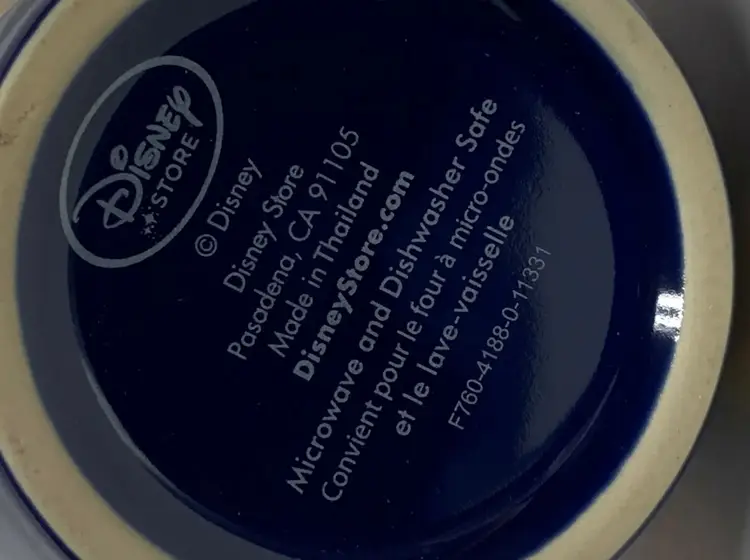 Disney
STORE
© Disney
Disney Store
Pasadena, CA 91105
Made in Thailand
DisneyStore.com
Microwave and Dishwasher Safe
Convient pour le four à micro-ondes
et le lave-vaisselle
F760-4188-0-11331